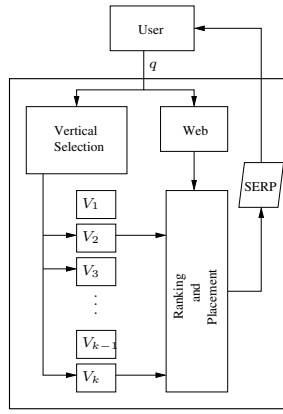 User
q
Vertical
Selection
Web
SERP
V₁
V₂
V₃
⋮
Vₖ₋₁
Vₖ
Ranking
and
Placement